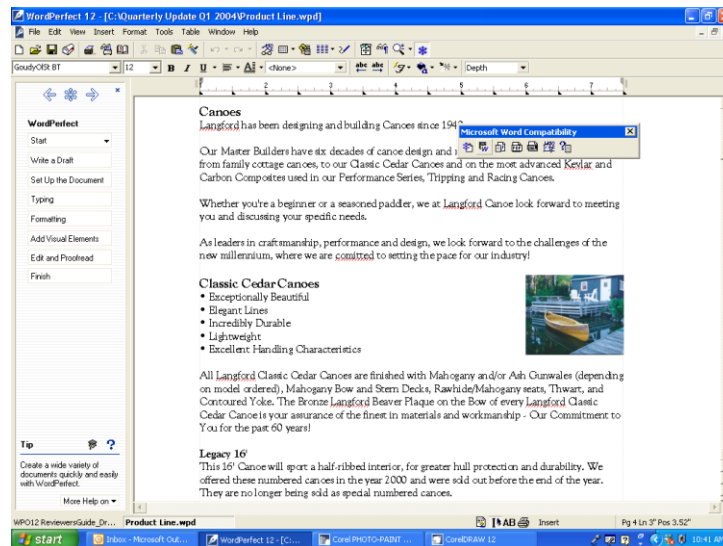 WordPerfect 12 - [C:\Quarterly Update Q1 2004\Product Line.wpd]
File Edit View Insert Format Tools Table Window Help
GoudyOlSt BT 12 B I U <None> abc abc Depth
1 2 3 4 5 6 7
WordPerfect
Start
Write a Draft
Set Up the Document
Typing
Formatting
Add Visual Elements
Edit and Proofread
Finish
Tip
Create a wide variety of
documents quickly and easily
with WordPerfect.
More Help on
Canoes
Langford has been designing and building Canoes since 194
Microsoft Word Compatibility
Our Master Builders have six decades of canoe design and
from family cottage canoes, to our Classic Cedar Canoes and on the most advanced Kevlar and
Carbon Composites used in our Performance Series, Tripping and Racing Canoes.
Whether you're a beginner or a seasoned paddler, we at Langford Canoe look forward to meeting
you and discussing your specific needs.
As leaders in craftsmanship, performance and design, we look forward to the challenges of the
new millennium, where we are comitted to setting the pace for our industry!
Classic Cedar Canoes
• Exceptionally Beautiful
• Elegant Lines
• Incredibly Durable
• Lightweight
• Excellent Handling Characteristics
All Langford Classic Cedar Canoes are finished with Mahogany and/or Ash Gunwales (depending
on model ordered), Mahogany Bow and Stern Decks, Rawhide/Mahogany seats, Thwart, and
Contoured Yoke. The Bronze Langford Beaver Plaque on the Bow of every Langford Classic
Cedar Canoe is your assurance of the finest in materials and workmanship - Our Commitment to
You for the past 60 years!
Legacy 16'
This 16' Canoe will sport a half-ribbed interior, for greater hull protection and durability. We
offered these numbered canoes in the year 2000 and were sold out before the end of the year.
They are no longer being sold as special numbered canoes.
WPO12 ReviewersGuide_Dr... Product Line.wpd AB Insert Pg 4 Ln 3" Pos 3.52"
start Inbox - Microsoft Out... WordPerfect 12 - [C:... Corel PHOTO-PAINT ... CorelDRAW 12 10:41 AM